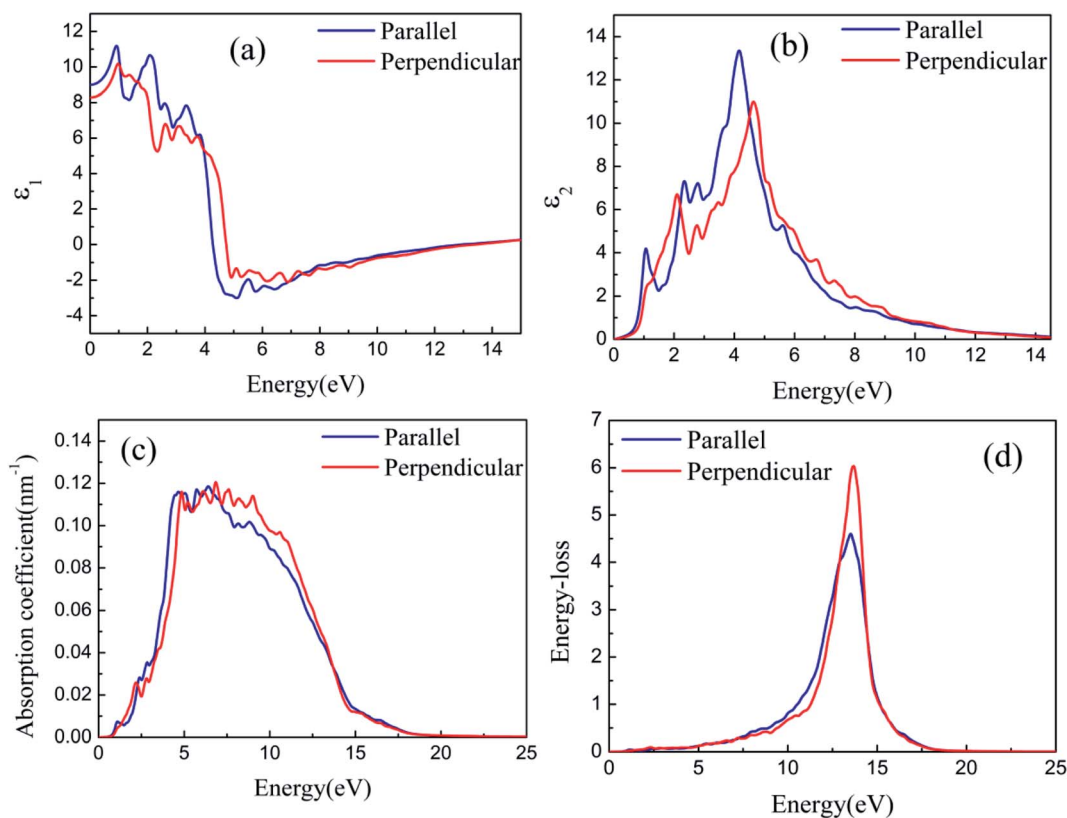 (a)
Parallel
Perpendicular
12
10
8
6
4
2
0
-2
-4
ε1
0 2 4 6 8 10 12 14
Energy(eV)
(b)
Parallel
Perpendicular
14
12
10
8
6
4
2
0
ε2
0 2 4 6 8 10 12 14
Energy(eV)
(c)
Parallel
Perpendicular
0.14
0.12
0.10
0.08
0.06
0.04
0.02
0.00
Absorption coefficient(nm-1)
0 5 10 15 20 25
Energy(eV)
Parallel
Perpendicular
(d)
7
6
5
4
3
2
1
0
Energy-loss
0 5 10 15 20 25
Energy(eV)